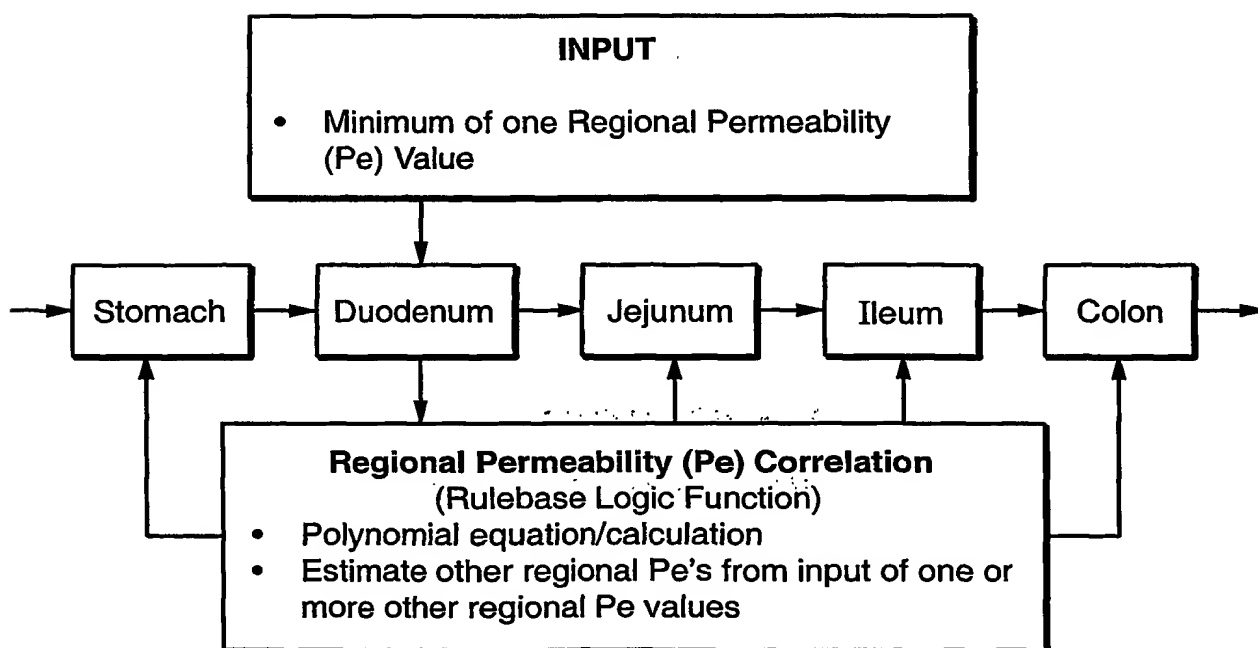 INPUT
• Minimum of one Regional Permeability
(Pe) Value
Stomach
Duodenum
Jejunum
Ileum
Colon
Regional Permeability (Pe) Correlation
(Rulebase Logic Function)
• Polynomial equation/calculation
• Estimate other regional Pe's from input of one or
more other regional Pe values